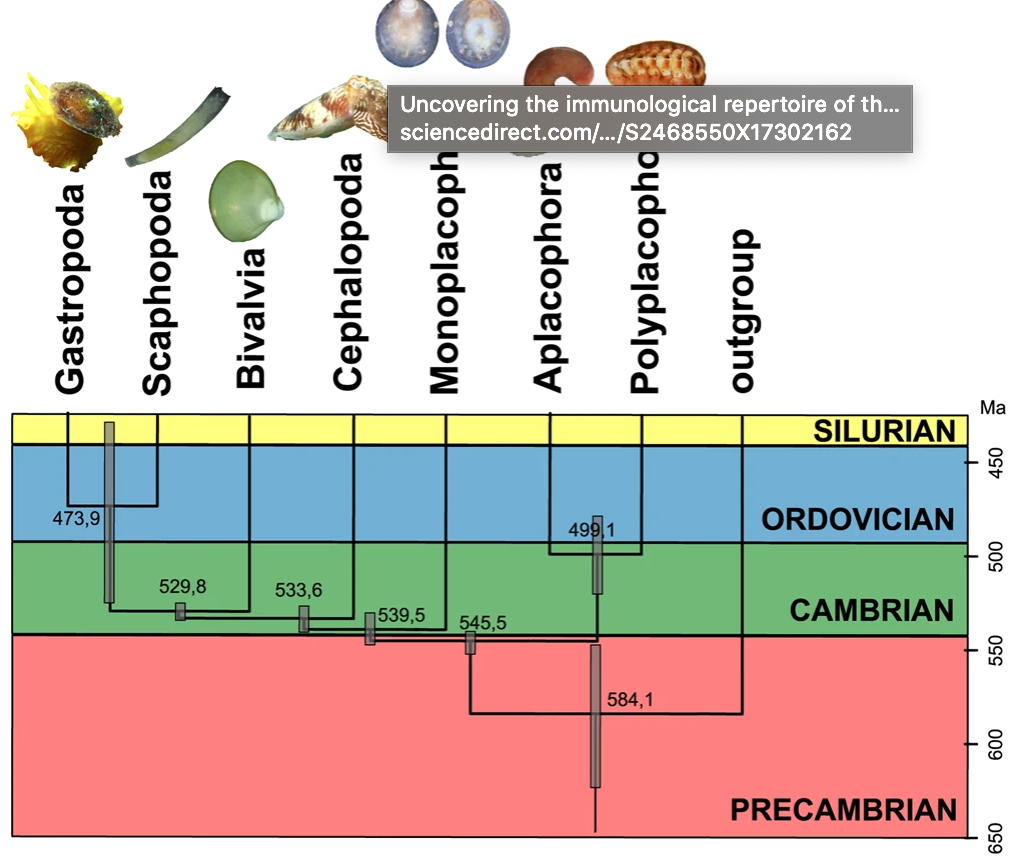 Uncovering the immunological repertoire of th...
sciencedirect.com/.../S2468550X17302162
Gastropoda
Scaphopoda
Bivalvia
Cephalopoda
Monoplacoph
Aplacophora
Polyplacopho
outgroup
Ma
SILURIAN
450
473,9
499,1
ORDOVICIAN
500
529,8
533,6
539,5
545,5
CAMBRIAN
550
584,1
600
PRECAMBRIAN
650